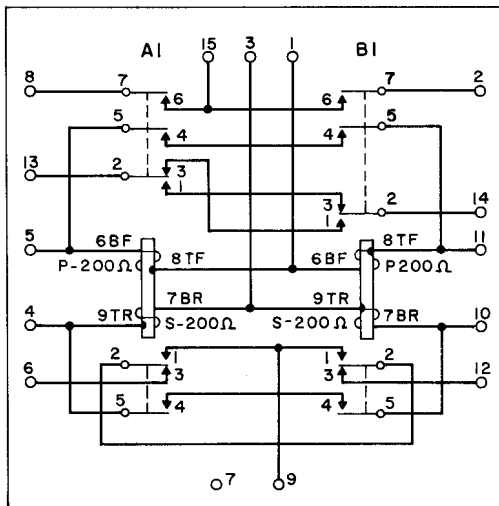 A1 15 3 1 B1
8 7 7 2
6 6
5 5
4 4
13 2 3 3 2 14
1 1
5 6BF 8TF 6BF 8TF 11
P-200Ω P200Ω
7BR 9TR
4 9TR S-200Ω S-200Ω 7BR 10
2 1 1 2
6 3 3 12
5 4 4 5
7 9